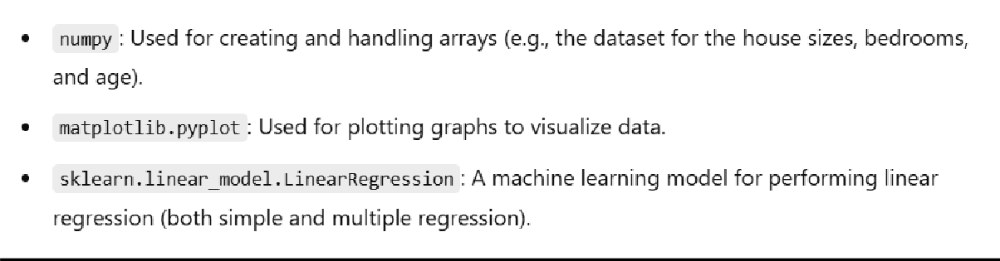 • numpy: Used for creating and handling arrays (e.g., the dataset for the house sizes, bedrooms,
and age).
• matplotlib.pyplot: Used for plotting graphs to visualize data.
• sklearn.linear_model.LinearRegression: A machine learning model for performing linear
regression (both simple and multiple regression).